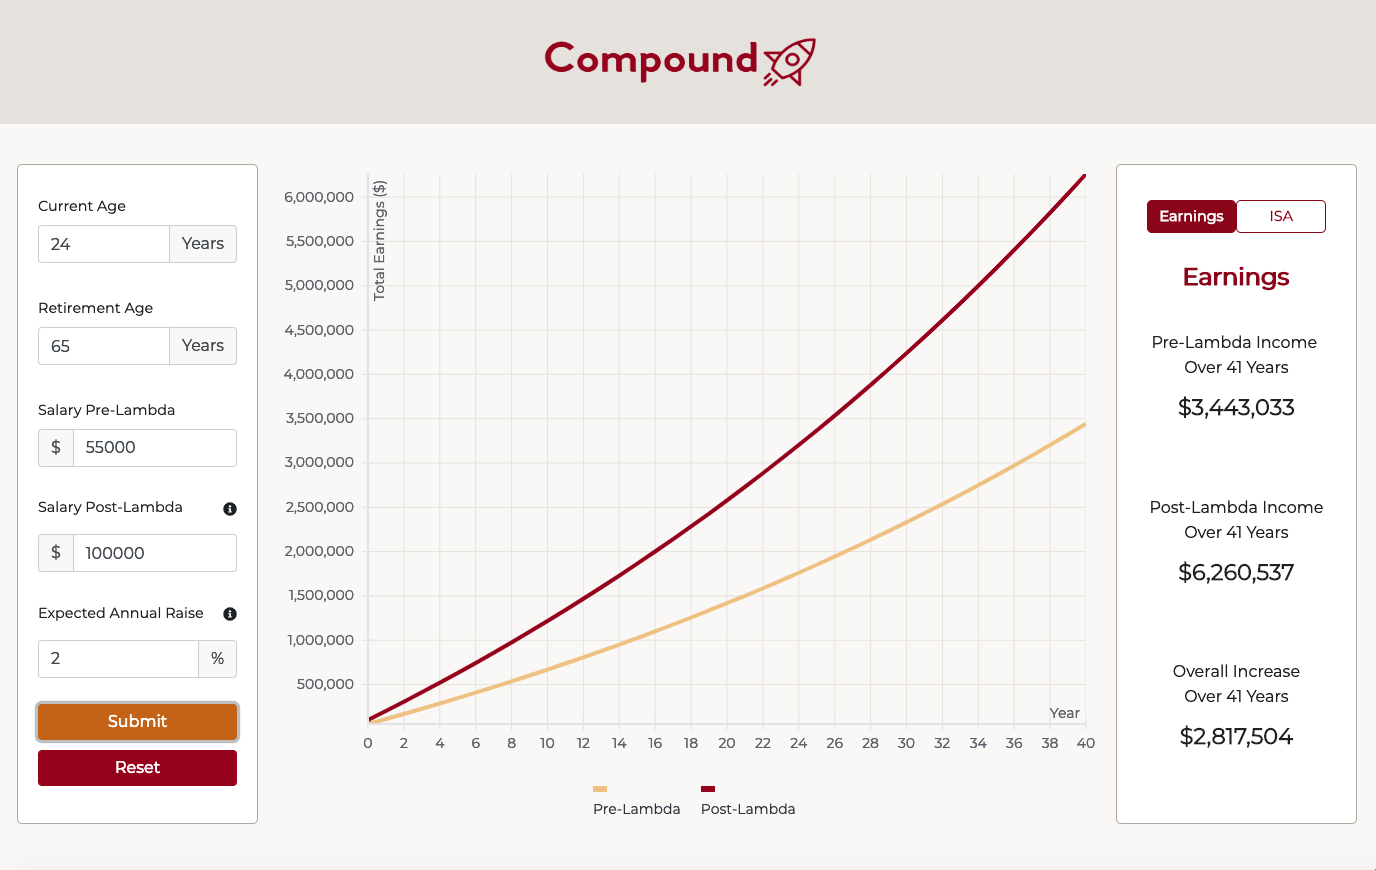 Compound
Current Age
24 Years
Retirement Age
65 Years
Salary Pre-Lambda
$ 55000
Salary Post-Lambda
$ 100000
Expected Annual Raise
2 %
Submit
Reset
6,000,000
5,500,000
5,000,000
4,500,000
4,000,000
3,500,000
3,000,000
2,500,000
2,000,000
1,500,000
1,000,000
500,000
Total Earnings ($)
Year
0 2 4 6 8 10 12 14 16 18 20 22 24 26 28 30 32 34 36 38 40
Pre-Lambda Post-Lambda
Earnings ISA
Earnings
Pre-Lambda Income
Over 41 Years
$3,443,033
Post-Lambda Income
Over 41 Years
$6,260,537
Overall Increase
Over 41 Years
$2,817,504